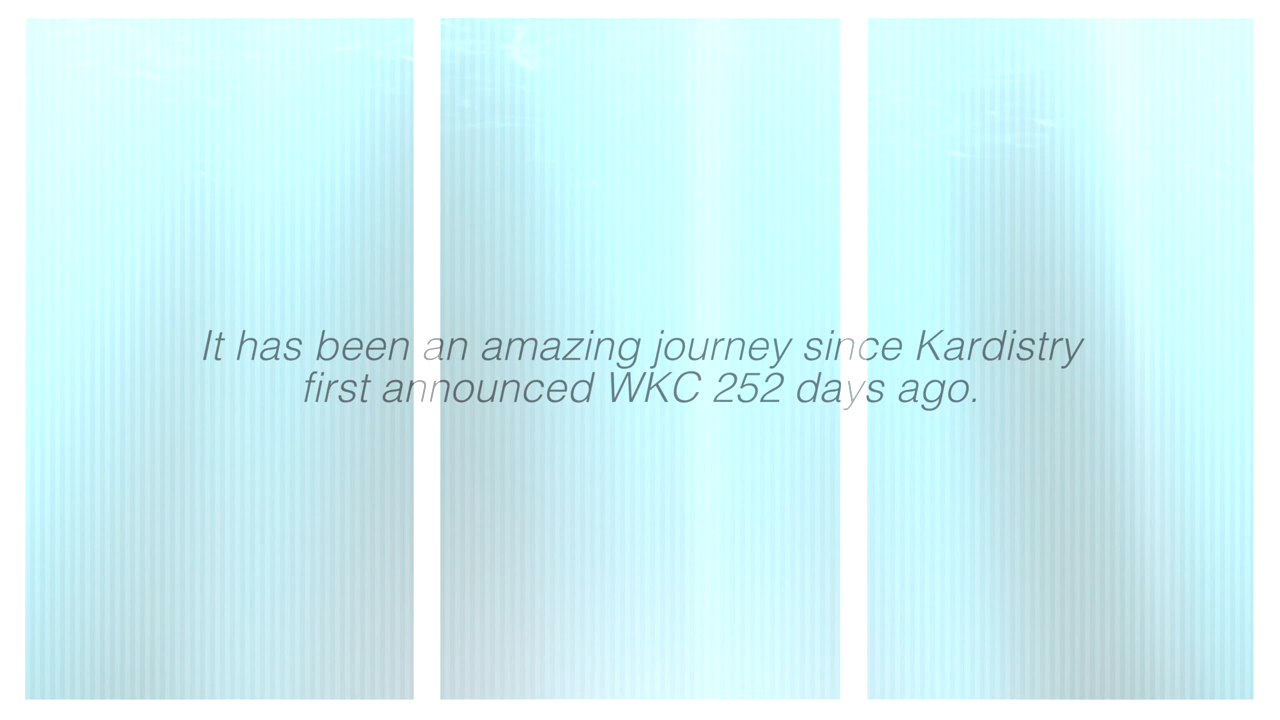 It has been an amazing journey since Kardistry
first announced WKC 252 days ago.